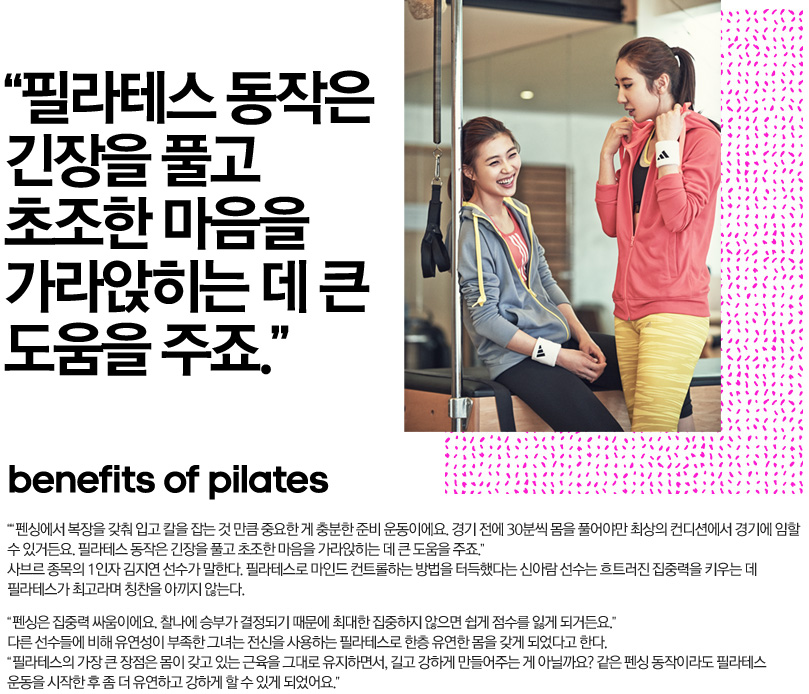 “필라테스 동작은
긴장을 풀고
초조한 마음을
가라앉히는 데 큰
도움을 주죠.”
benefits of pilates
““펜싱에서 복장을 갖춰 입고 칼을 잡는 것 만큼 중요한 게 충분한 준비 운동이에요. 경기 전에 30분씩 몸을 풀어야만 최상의 컨디션에서 경기에 임할
수 있거든요. 필라테스 동작은 긴장을 풀고 초조한 마음을 가라앉히는 데 큰 도움을 주죠.”
샤브르 종목의 1인자 김지연 선수가 말한다. 필라테스로 마인드 컨트롤하는 방법을 터득했다는 신아람 선수는 흐트러진 집중력을 키우는 데
필라테스가 최고라며 칭찬을 아끼지 않는다.
“펜싱은 집중력 싸움이에요. 찰나에 승부가 결정되기 때문에 최대한 집중하지 않으면 쉽게 점수를 잃게 되거든요.”
다른 선수들에 비해 유연성이 부족한 그녀는 전신을 사용하는 필라테스로 한층 유연한 몸을 갖게 되었다고 한다.
“필라테스의 가장 큰 장점은 몸이 갖고 있는 근육을 그대로 유지하면서, 길고 강하게 만들어주는 게 아닐까요? 같은 펜싱 동작이라도 필라테스
운동을 시작한 후 좀 더 유연하고 강하게 할 수 있게 되었어요.”